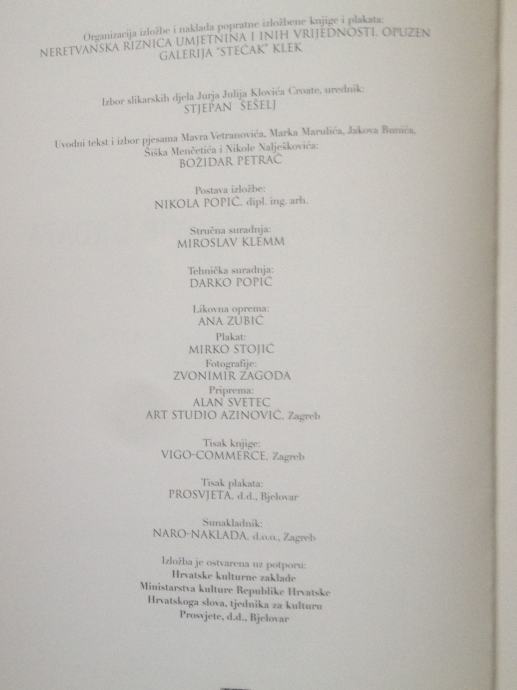 Organizacija izložbe i naklada popratne izložbene knjige i plakata:
NERETVANSKA RIZNICA UMJETNINA I INIH VRIJEDNOSTI, OPUZEN
GALERIJA "STEĆAK" KLEK
Izbor slikarskih djela Jurja Julija Klovića Croate, urednik:
STJEPAN ŠEŠELJ
Uvodni tekst i izbor pjesama Mavra Vetranovića, Marka Marulića, Jakova Bunića,
Šiška Menčetića i Nikole Nalješkovića:
BOŽIDAR PETRAČ
Postava izložbe:
NIKOLA POPIĆ, dipl. ing. arh.
Stručna suradnja:
MIROSLAV KLEMM
Tehnička suradnja:
DARKO POPIĆ
Likovna oprema:
ANA ZUBIĆ
Plakat:
MIRKO STOJIĆ
Fotografije:
ZVONIMIR ZAGODA
Priprema:
ALAN SVETEC
ART STUDIO AZINOVIĆ, Zagreb
Tisak knjige:
VIGO-COMMERCE, Zagreb
Tisak plakata:
PROSVJETA, d.d., Bjelovar
Sunakladnik:
NARO-NAKLADA, d.o.o., Zagreb
Izložba je ostvarena uz potporu:
Hrvatske kulturne zaklade
Ministarstva kulture Republike Hrvatske
Hrvatskoga slova, tjednika za kulturu
Prosvjete, d.d., Bjelovar